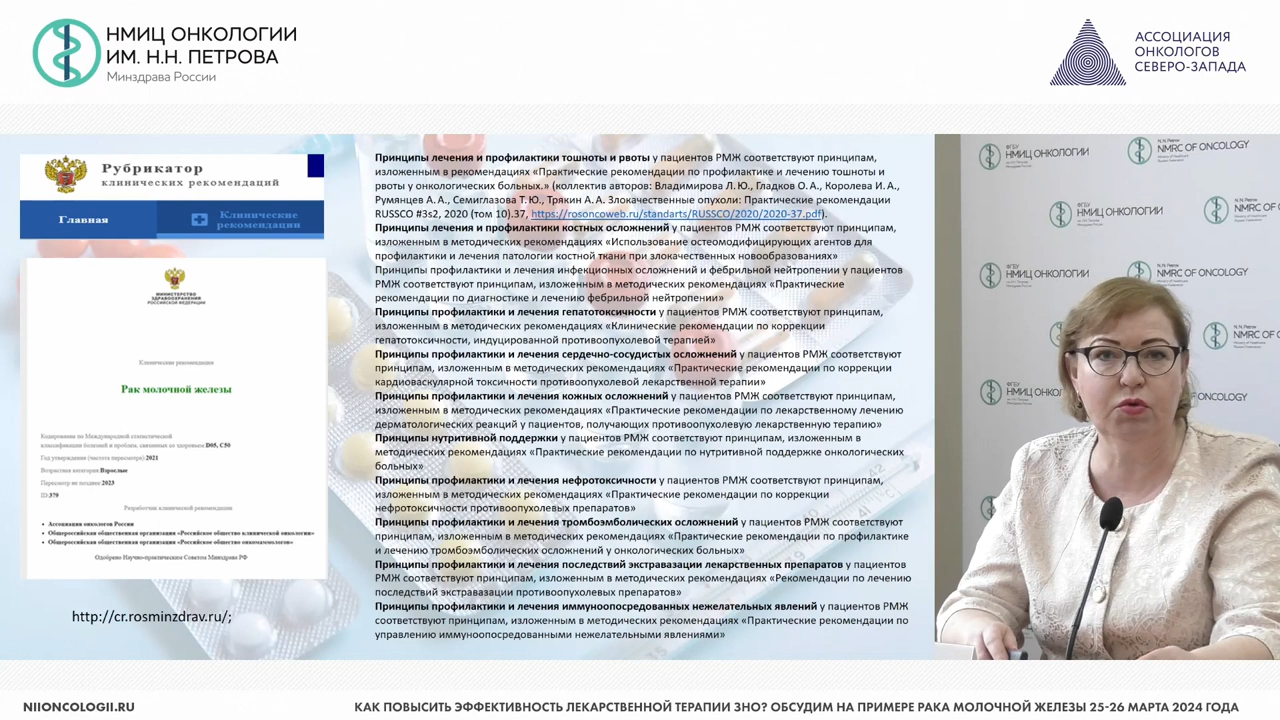 НМИЦ ОНКОЛОГИИ
ИМ. Н.Н. ПЕТРОВА
Минздрава России
АССОЦИАЦИЯ
ОНКОЛОГОВ
СЕВЕРО-ЗАПАДА
Рубрикатор
клинических рекомендаций
Главная
Клинические
рекомендации
МИНИСТЕРСТВО
ЗДРАВООХРАНЕНИЯ
РОССИЙСКОЙ ФЕДЕРАЦИИ
Клинические рекомендации
Рак молочной железы
Кодирование по Международной статистической
классификации болезней и проблем, связанных со здоровьем:D05, C50
Год утверждения (частота пересмотра):2021
Возрастная категория:Взрослые
Пересмотр не позднее:2023
ID:379
Разработчик клинической рекомендации
• Ассоциация онкологов России
• Общероссийская общественная организация «Российское общество клинической онкологии»
• Общероссийская общественная организация «Российское общество онкомаммологов»
Одобрено Научно-практическим Советом Минздрава РФ
http://cr.rosminzdrav.ru/;
Принципы лечения и профилактики тошноты и рвоты у пациентов РМЖ соответствуют принципам,
изложенным в рекомендациях «Практические рекомендации по профилактике и лечению тошноты и
рвоты у онкологических больных.» (коллектив авторов: Владимирова Л. Ю., Гладков О. А., Королева И. А.,
Румянцев А. А., Семиглазова Т. Ю., Трякин А. А. Злокачественные опухоли: Практические рекомендации
RUSSCO #3s2, 2020 (том 10).37, https://rosoncoweb.ru/standarts/RUSSCO/2020/2020-37.pdf).
Принципы лечения и профилактики костных осложнений у пациентов РМЖ соответствуют принципам,
изложенным в методических рекомендациях «Использование остеомодифицирующих агентов для
профилактики и лечения патологии костной ткани при злокачественных новообразованиях»
Принципы профилактики и лечения инфекционных осложнений и фебрильной нейтропении у пациентов
РМЖ соответствуют принципам, изложенным в методических рекомендациях «Практические
рекомендации по диагностике и лечению фебрильной нейтропении»
Принципы профилактики и лечения гепатотоксичности у пациентов РМЖ соответствуют принципам,
изложенным в методических рекомендациях «Клинические рекомендации по коррекции
гепатотоксичности, индуцированной противоопухолевой терапией»
Принципы профилактики и лечения сердечно-сосудистых осложнений у пациентов РМЖ соответствуют
принципам, изложенным в методических рекомендациях «Практические рекомендации по коррекции
кардиоваскулярной токсичности противоопухолевой лекарственной терапии»
Принципы профилактики и лечения кожных осложнений у пациентов РМЖ соответствуют принципам,
изложенным в методических рекомендациях «Практические рекомендации по лекарственному лечению
дерматологических реакций у пациентов, получающих противоопухолевую лекарственную терапию»
Принципы нутритивной поддержки у пациентов РМЖ соответствуют принципам, изложенным в
методических рекомендациях «Практические рекомендации по нутритивной поддержке онкологических
больных»
Принципы профилактики и лечения нефротоксичности у пациентов РМЖ соответствуют принципам,
изложенным в методических рекомендациях «Практические рекомендации по коррекции
нефротоксичности противоопухолевых препаратов»
Принципы профилактики и лечения тромбоэмболических осложнений у пациентов РМЖ соответствуют
принципам, изложенным в методических рекомендациях «Практические рекомендации по профилактике
и лечению тромбоэмболических осложнений у онкологических больных»
Принципы профилактики и лечения последствий экстравазации лекарственных препаратов у пациентов
РМЖ соответствуют принципам, изложенным в методических рекомендациях «Рекомендации по лечению
последствий экстравазации противоопухолевых препаратов»
Принципы профилактики и лечения иммуноопосредованных нежелательных явлений у пациентов РМЖ
соответствуют принципам, изложенным в методических рекомендациях «Практические рекомендации по
управлению иммуноопосредованными нежелательными явлениями»
ФГБУ
НМИЦ ОНКОЛОГИИ
N.N. Petrov
NMRC OF ONCOLOGY
NIIONCOLOGII.RU
КАК ПОВЫСИТЬ ЭФФЕКТИВНОСТЬ ЛЕКАРСТВЕННОЙ ТЕРАПИИ ЗНО? ОБСУДИМ НА ПРИМЕРЕ РАКА МОЛОЧНОЙ ЖЕЛЕЗЫ 25-26 МАРТА 2024 ГОДА